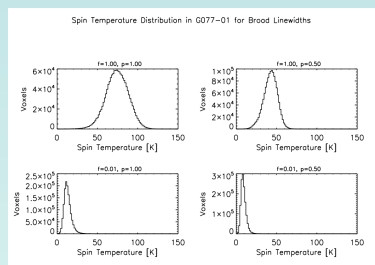 Spin Temperature Distribution in G077-01 for Broad Linewidths
f=1.00, p=1.00
Voxels
6×10⁴
4×10⁴
2×10⁴
0
0 50 100 150
Spin Temperature [K]
f=1.00, p=0.50
Voxels
1×10⁵
8×10⁴
6×10⁴
4×10⁴
2×10⁴
0
0 50 100 150
Spin Temperature [K]
f=0.01, p=1.00
Voxels
2.5×10⁵
2.0×10⁵
1.5×10⁵
1.0×10⁵
5.0×10⁴
0
0 50 100 150
Spin Temperature [K]
f=0.01, p=0.50
Voxels
3×10⁵
2×10⁵
1×10⁵
0
0 50 100 150
Spin Temperature [K]